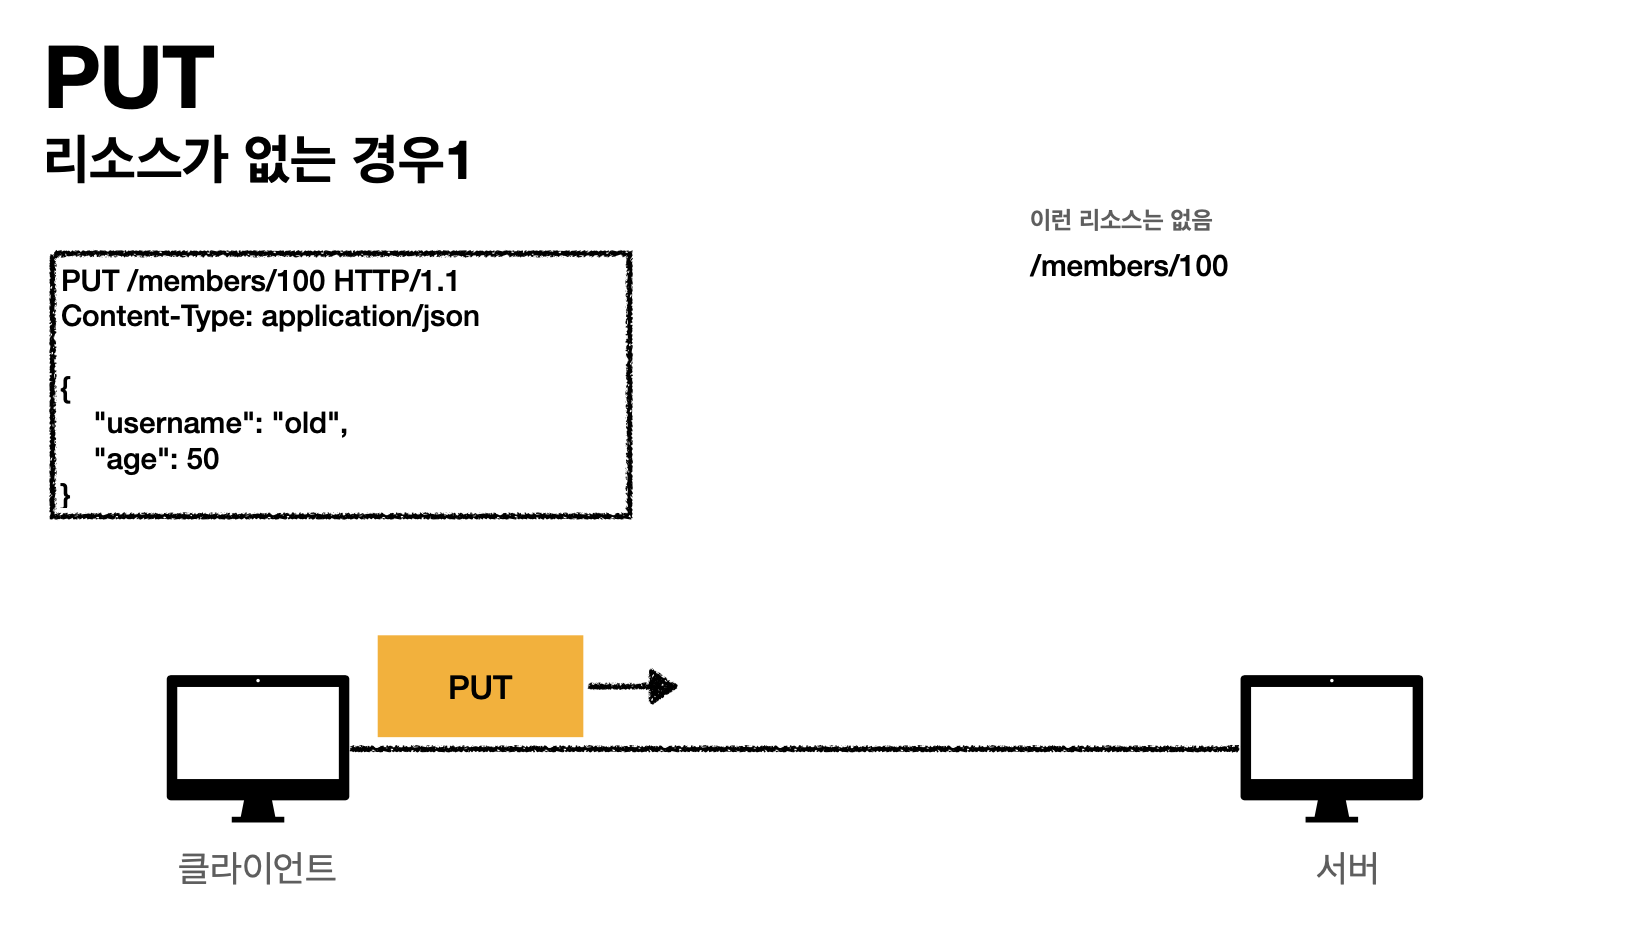 PUT
리소스가 없는 경우1
이런 리소스는 없음
/members/100
PUT /members/100 HTTP/1.1
Content-Type: application/json
{
"username": "old",
"age": 50
}
PUT
클라이언트
서버